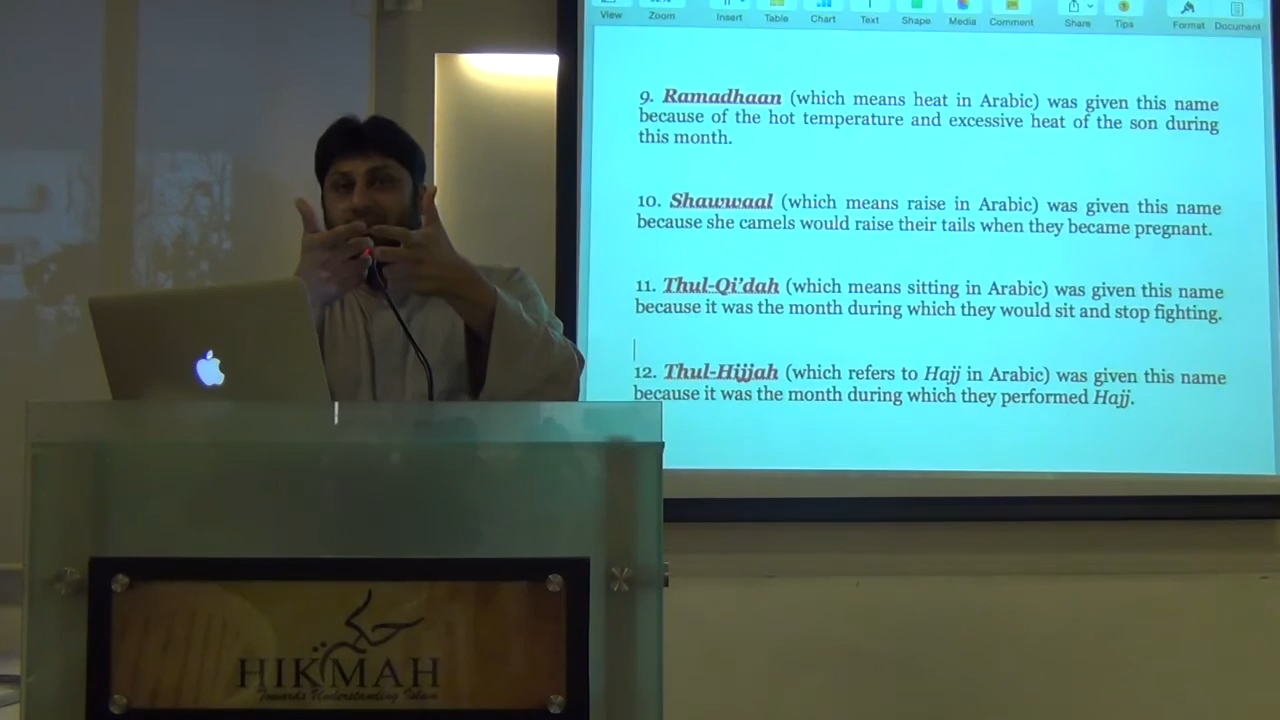 View Zoom Insert Table Chart Text Shape Media Comment Share Tips Format Document
9. Ramadhaan (which means heat in Arabic) was given this name
because of the hot temperature and excessive heat of the son during
this month.
10. Shawwaal (which means raise in Arabic) was given this name
because she camels would raise their tails when they became pregnant.
11. Thul-Qi'dah (which means sitting in Arabic) was given this name
because it was the month during which they would sit and stop fighting.
12. Thul-Hijjah (which refers to Hajj in Arabic) was given this name
because it was the month during which they performed Hajj.
حكمة
HIKMAH
Towards Understanding Islam